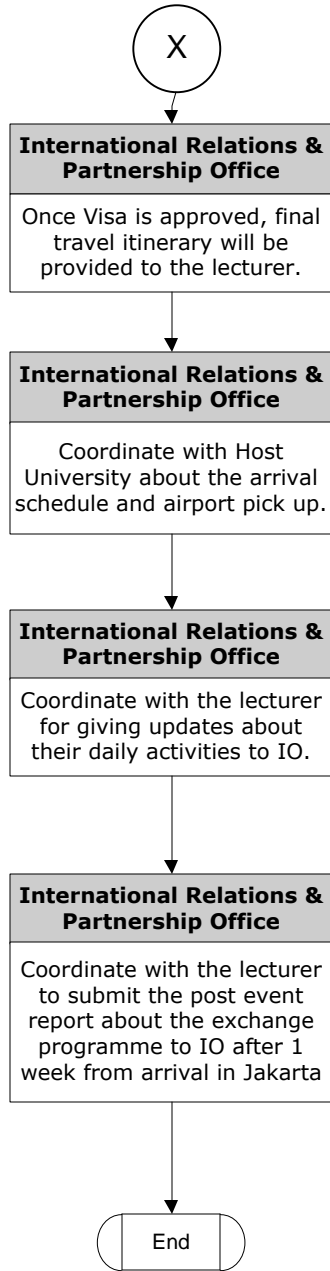 X
International Relations &
Partnership Office
Once Visa is approved, final
travel itinerary will be
provided to the lecturer.
International Relations &
Partnership Office
Coordinate with Host
University about the arrival
schedule and airport pick up.
International Relations &
Partnership Office
Coordinate with the lecturer
for giving updates about
their daily activities to IO.
International Relations &
Partnership Office
Coordinate with the lecturer
to submit the post event
report about the exchange
programme to IO after 1
week from arrival in Jakarta
End